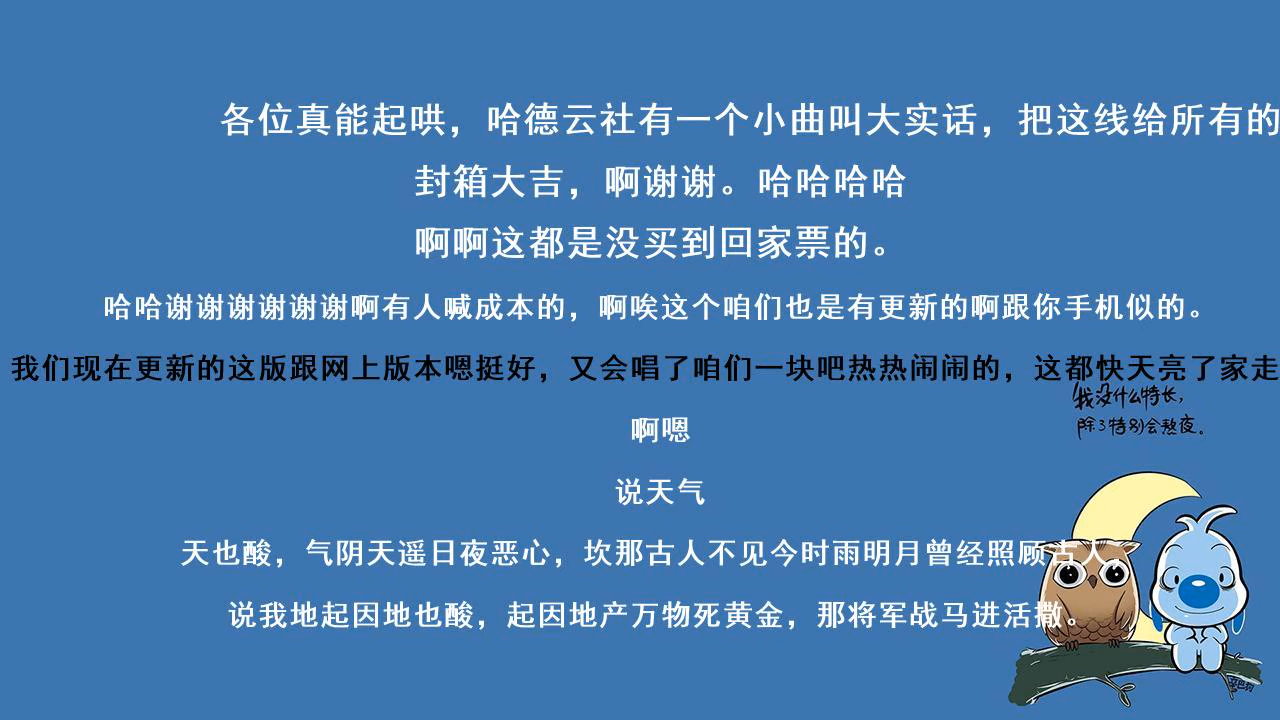 各位真能起哄，哈德云社有一个小曲叫大实话，把这线给所有的
封箱大吉，啊谢谢。哈哈哈哈
啊啊这都是没买到回家票的。
哈哈谢谢谢谢谢谢啊有人喊成本的，啊唉这个咱们也是有更新的啊跟你手机似的。
我们现在更新的这版跟网上版本嗯挺好，又会唱了咱们一块吧热热闹闹的，这都快天亮了家走
我没什么特长，
除了特别会熬夜。
啊嗯
说天气
天也酸，气阴天遥日夜恶心，坎那古人不见今时雨明月曾经照顾古人，
说我地起因地也酸，起因地产万物死黄金，那将军战马进活撒。